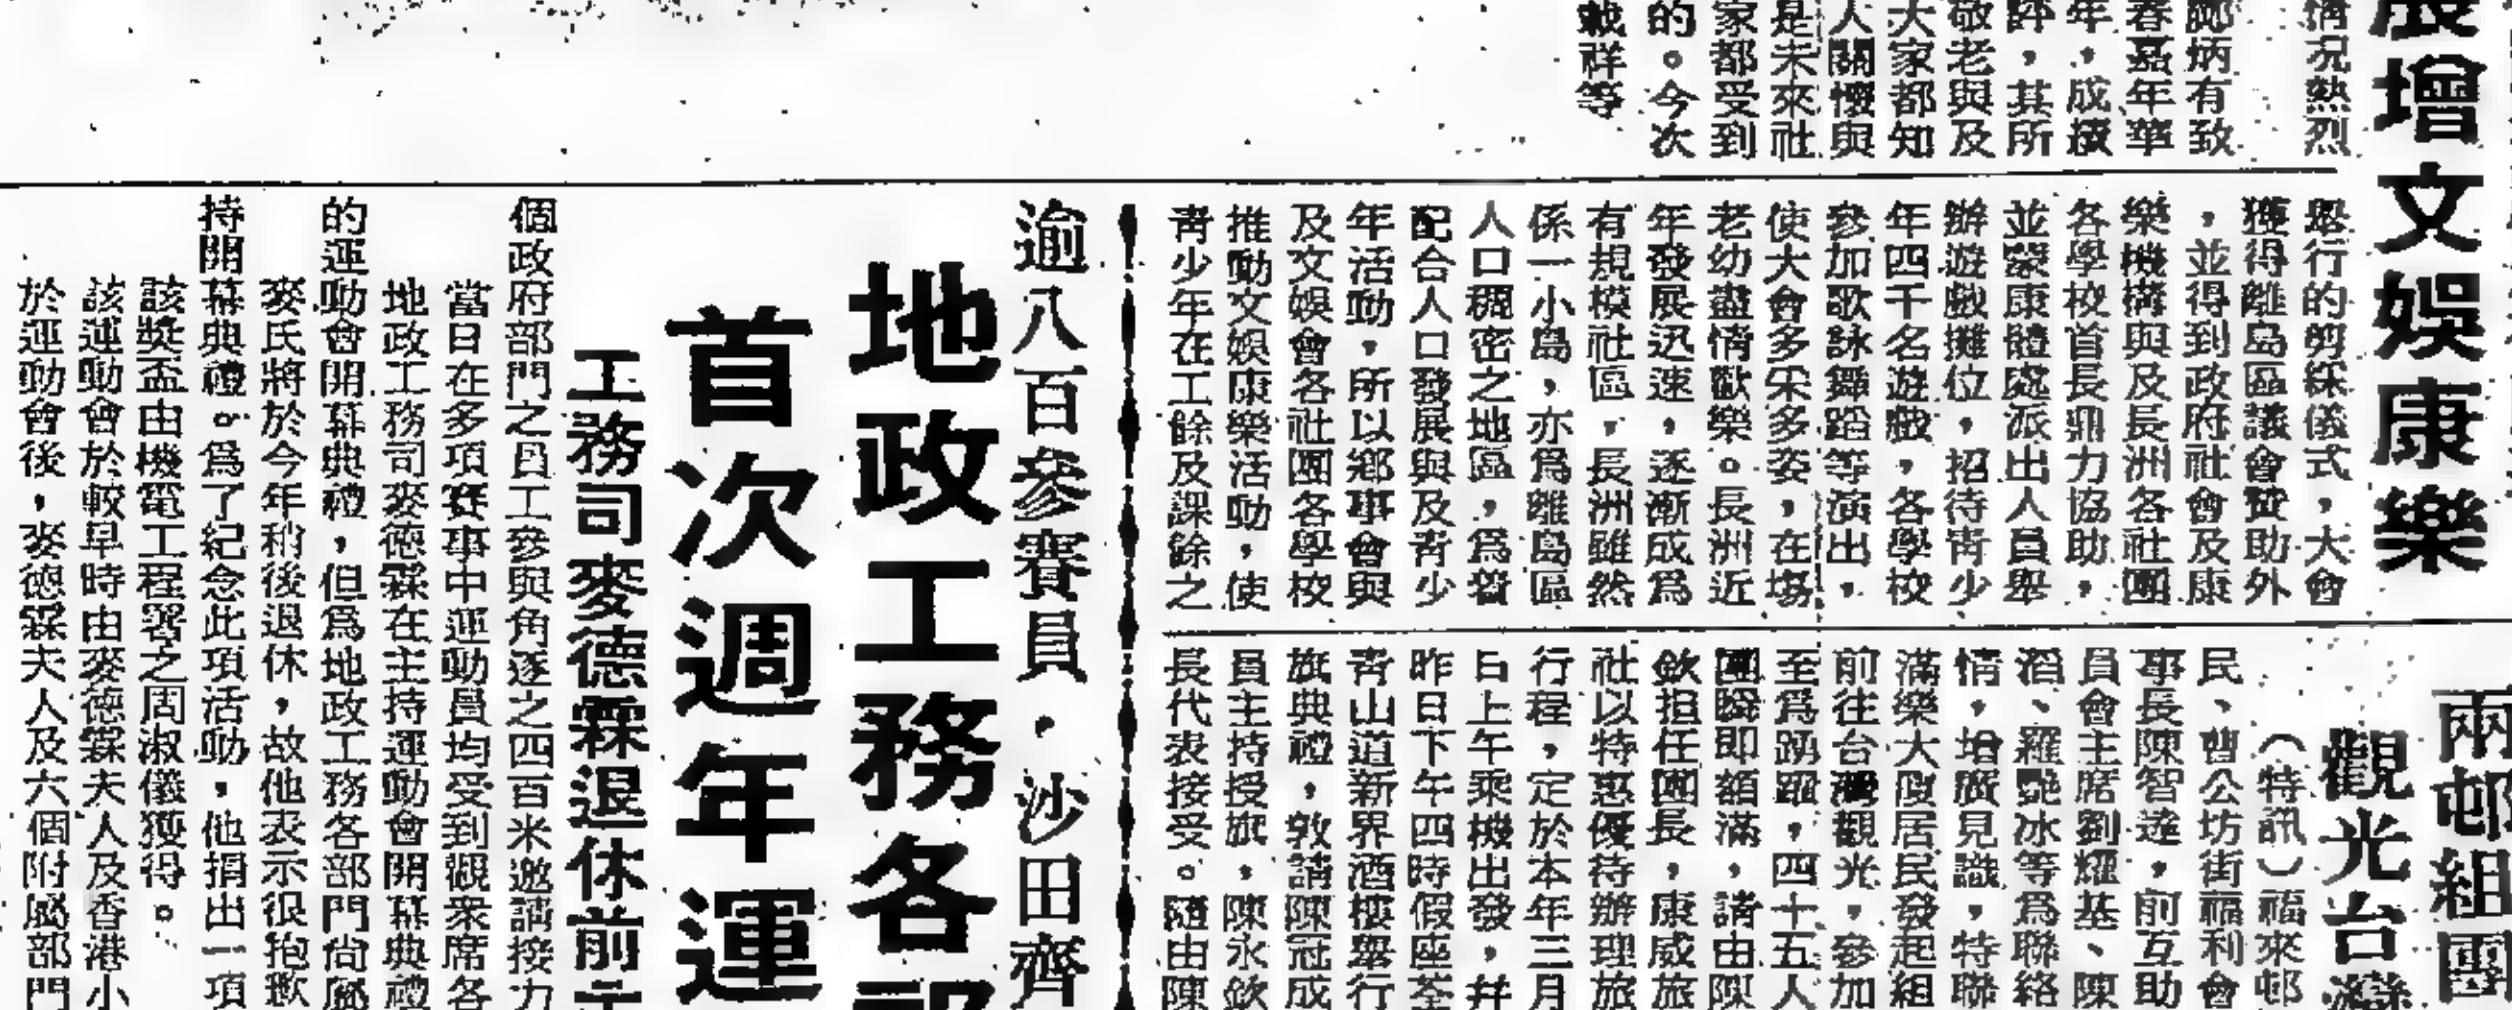 展增文娛康樂
情況熱烈
鄺炳有致
春嘉年華
年，成績
評，其所
敬老與及
大家都知
人關懷與
是未來社
家都受到
的。今次
戴祥等
舉行的剪綵儀式，大會
獲得離島區議會贊助外
，並得到政府社會及康
樂機構與及長洲各社團
各學校首長鼎力協助，
並蒙康體處派出人員舉
辦遊戲攤位，招待青少
年四千名遊戲，各學校
參加歌詠舞蹈等演出，
使大會多采多姿，在場
老幼盡情歡樂。長洲近
年發展迅速，逐漸成爲
有規模社區，長洲雖然
係一小島，亦爲離島區
人口稠密之地區，爲着
配合人口發展與及青少
年活動，所以鄉事會與
及文娛會各社團各學校
推動文娛康樂活動，使
青少年在工餘及課餘之
兩邨組團
觀光台灣
（特訊）福來邨
民、曹公坊街福利會
事長陳智達，前互助
員會主席劉耀基、陳
滔、羅艷冰等爲聯絡
情，增廣見識，特聯
滿樂大厦居民發起組
前往台灣觀光，參加
至爲踴躍，四十五人
團瞬即額滿，請由陳
欽担任團長，康威旅
社以特惠優待辦理旅
行程，定於本年三月
日上午乘機出發，并
昨日下午四時假座荃
青山道新界酒樓舉行
旗典禮，敦請陳冠成
員主持授旗，陳永欽
長代表接受。隨由陳
逾八百參賽員·沙田齊
地政工務各部
首次週年運
工務司麥德霖退休前主
個政府部門之員工參與角逐之四百米邀請接力
當日在多項賽事中運動員均受到觀衆席各
地政工務司麥德霖在主持運動會開幕典禮
的運動會開幕典禮，但爲地政工務各部門尚屬
麥氏將於今年稍後退休，故他表示很抱歉
持開幕典禮。爲了紀念此項活動，他捐出一項
該獎盃由機電工程署之周淑儀獲得。
該運動會於較早時由麥德霖夫人及香港小
於運動會後，麥德霖夫人及六個附屬部門